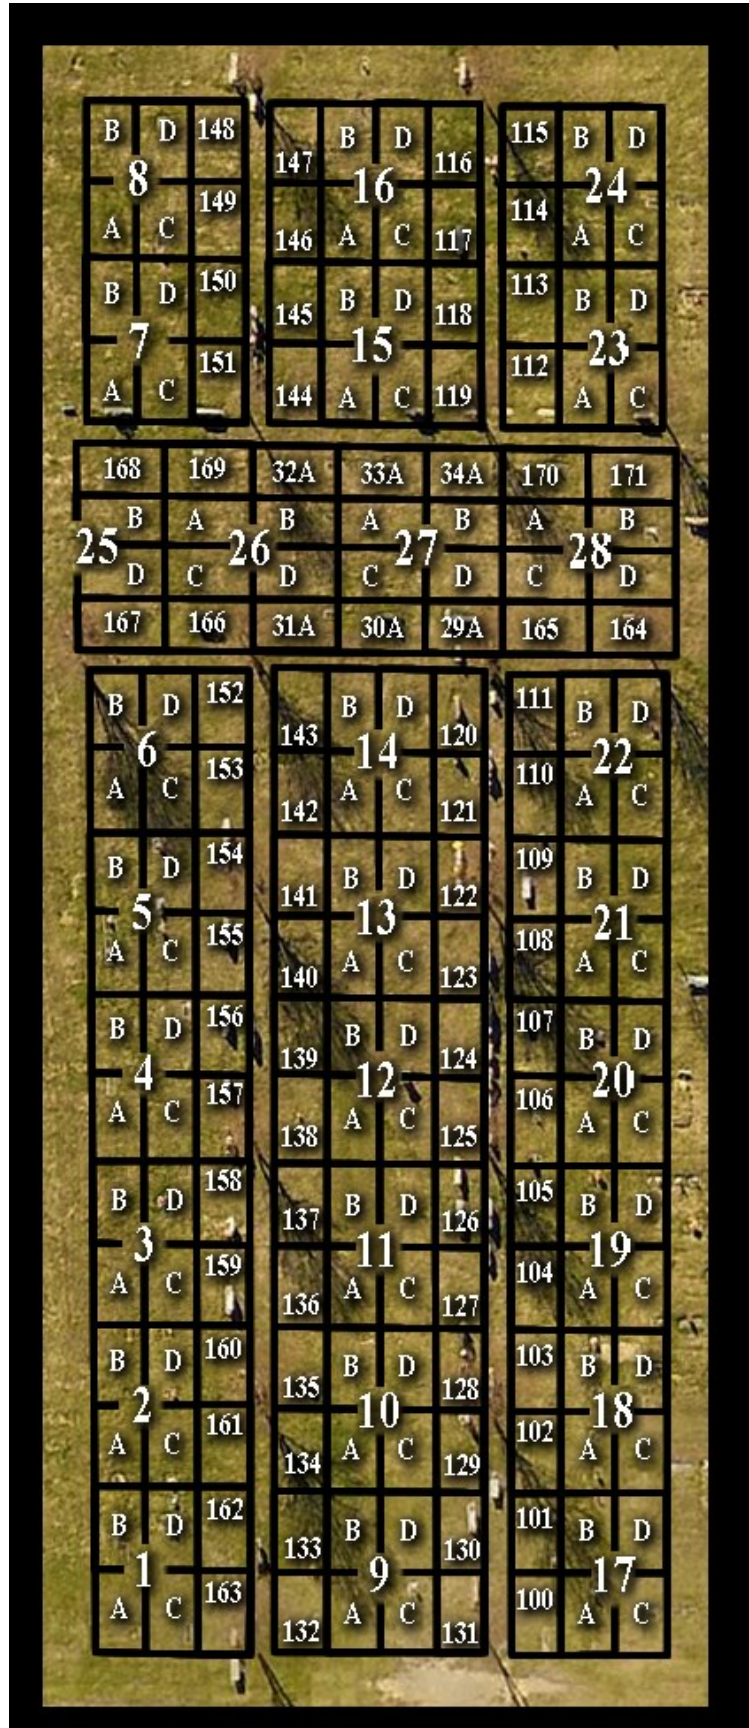 B D 148 147 B D 116 115 B D
8 16 24
A C 149 146 A C 117 114 A C
B D 150 145 B D 118 113 B D
7 15 23
A C 151 144 A C 119 112 A C
168 169 32A 33A 34A 170 171
B A B A B A B
25 26 27 28
D C D C D C D
167 166 31A 30A 29A 165 164
B D 152 143 B D 120 111 B D
6 14 22
A C 153 142 A C 121 110 A C
B D 154 141 B D 122 109 B D
5 13 21
A C 155 140 A C 123 108 A C
B D 156 139 B D 124 107 B D
4 12 20
A C 157 138 A C 125 106 A C
B D 158 137 B D 126 105 B D
3 11 19
A C 159 136 A C 127 104 A C
B D 160 135 B D 128 103 B D
2 10 18
A C 161 134 A C 129 102 A C
B D 162 133 B D 130 101 B D
1 9 17
A C 163 132 A C 131 100 A C